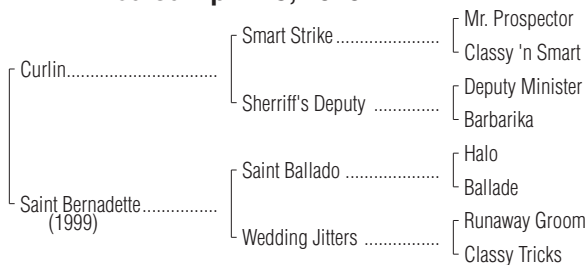 Mr. Prospector
Smart Strike
Classy 'n Smart
Curlin
Deputy Minister
Sherriff's Deputy
Barbarika
Halo
Saint Ballado
Ballade
Saint Bernadette
(1999)
Runaway Groom
Wedding Jitters
Classy Tricks